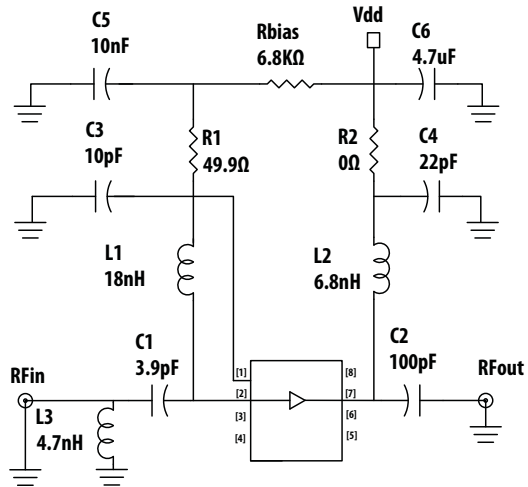 C5
10nF
Rbias
6.8KΩ
Vdd
C6
4.7uF
C3
10pF
R1
49.9Ω
R2
0Ω
C4
22pF
L1
18nH
L2
6.8nH
C1
3.9pF
C2
100pF
RFin
RFout
L3
4.7nH
[1]
[2]
[3]
[4]
[8]
[7]
[6]
[5]